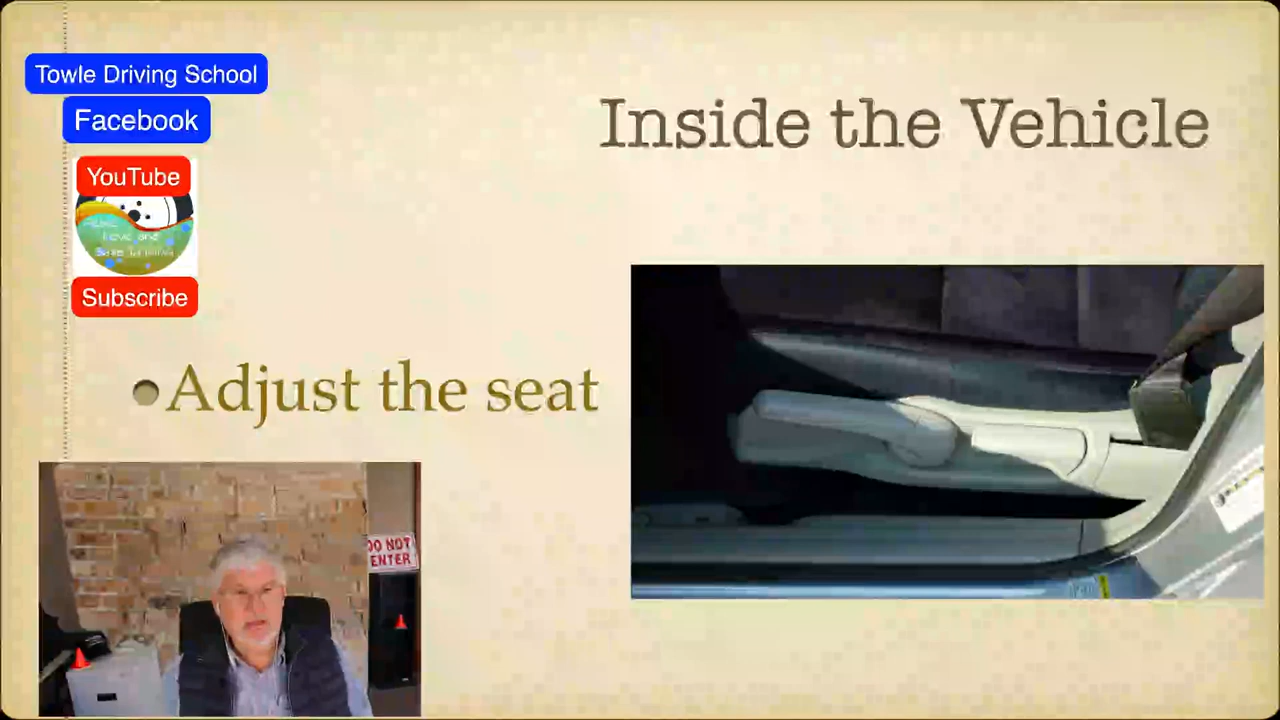 Towle Driving School
Facebook
Inside the Vehicle
YouTube
Subscribe
•Adjust the seat
DO NOT
ENTER